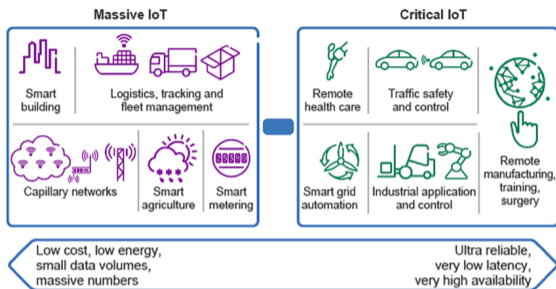 Massive IoT
Smart
building
Logistics, tracking and
fleet management
Capillary networks
Smart
agriculture
00000
Smart
metering
Critical IoT
Remote
health care
Traffic safety
and control
Smart grid
automation
Industrial application
and control
Remote
manufacturing,
training,
surgery
Low cost, low energy,
small data volumes,
massive numbers
Ultra reliable,
very low latency,
very high availability